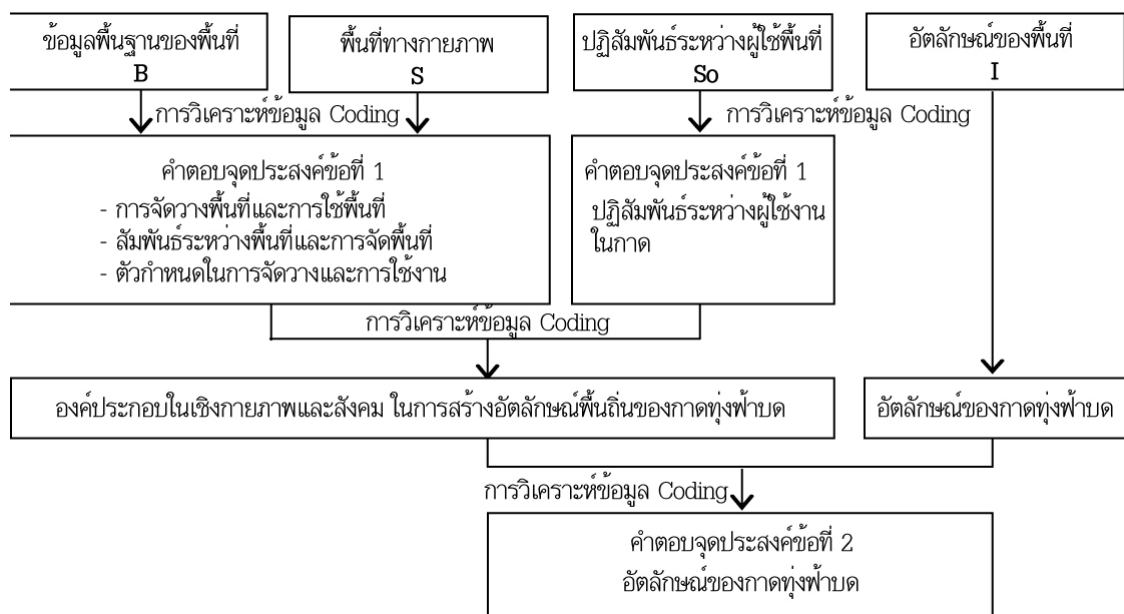 ข้อมูลพื้นฐานของพื้นที่
B
พื้นที่ทางกายภาพ
S
ปฏิสัมพันธ์ระหว่างผู้ใช้พื้นที่
So
อัตลักษณ์ของพื้นที่
I
การวิเคราะห์ข้อมูล Coding
การวิเคราะห์ข้อมูล Coding
คำตอบจุดประสงค์ข้อที่ 1
- การจัดวางพื้นที่และการใช้พื้นที่
- สัมพันธ์ระหว่างพื้นที่และการจัดพื้นที่
- ตัวกำหนดในการจัดวางและการใช้งาน
คำตอบจุดประสงค์ข้อที่ 1
ปฏิสัมพันธ์ระหว่างผู้ใช้งาน
ในกาด
การวิเคราะห์ข้อมูล Coding
องค์ประกอบในเชิงกายภาพและสังคม ในการสร้างอัตลักษณ์พื้นถิ่นของกาดทุ่งฟ้าบด
อัตลักษณ์ของกาดทุ่งฟ้าบด
การวิเคราะห์ข้อมูล Coding
คำตอบจุดประสงค์ข้อที่ 2
อัตลักษณ์ของกาดทุ่งฟ้าบด